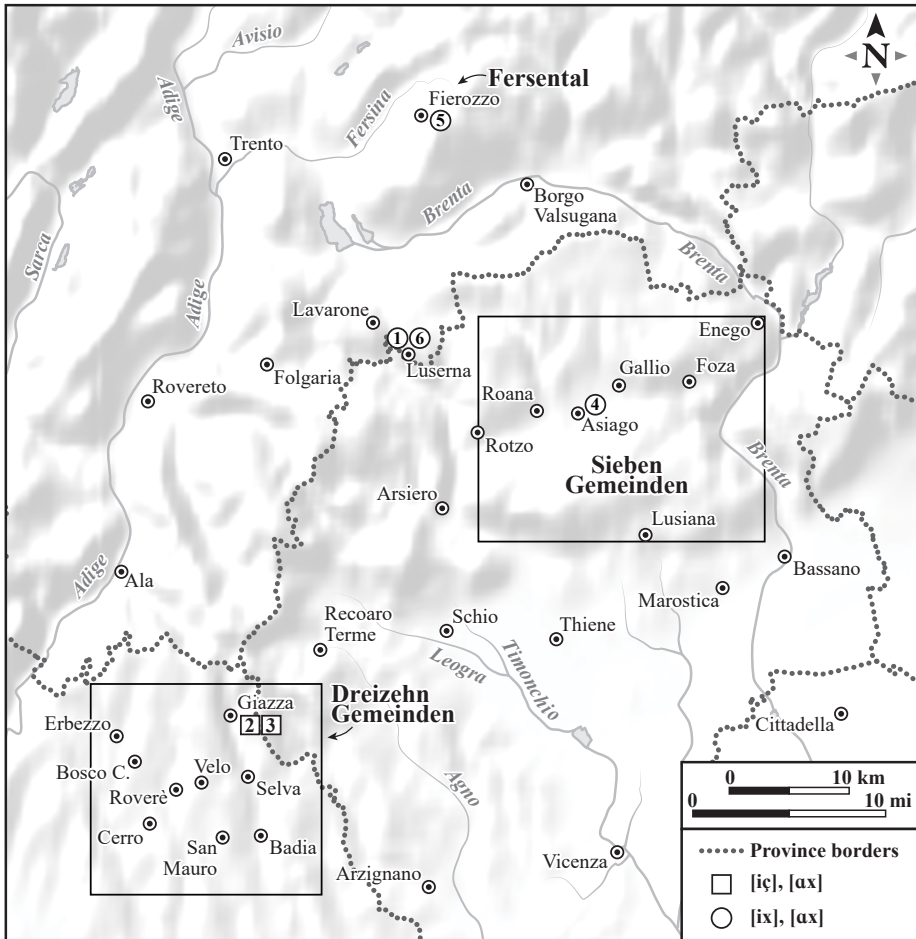 Avisio
N
Fersental
Adige
Fierozzo
Fersina
5
Trento
Borgo
Valsugana
Brenta
Sarca
Brenta
Adige
Lavarone
Enego
1 6
Luserna
Gallio
Foza
Folgaria
Roana
4
Rovereto
Asiago
Rotzo
Brenta
Sieben
Gemeinden
Arsiero
Lusiana
Bassano
Adige
Ala
Marostica
Recoaro
Terme
Schio
Thiene
Leogra
Timonchio
Giazza
Dreizehn
Gemeinden
Erbezzo
2 3
Cittadella
Bosco C.
Velo
Selva
Roverè
Agno
0 10 km
0 10 mi
Cerro
San
Mauro
Badia
Vicenza
Province borders
Arzignano
[iç], [ɑx]
[ix], [ɑx]